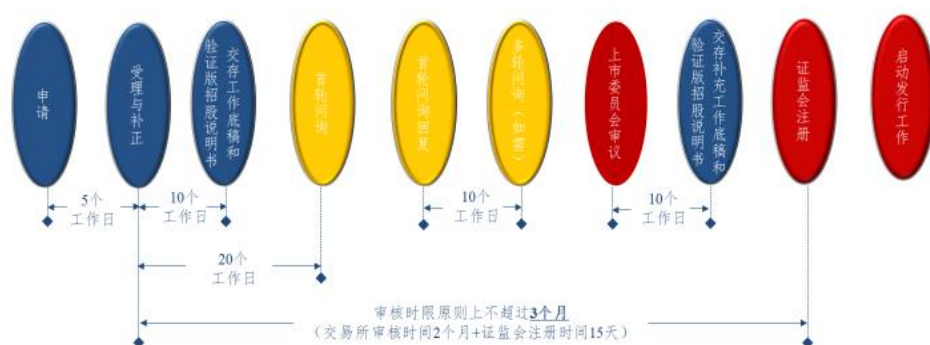 申请
受理与补正
交存工作底稿和
验证版招股说明书
首轮问询
首轮问询回复
多轮问询（如需）
上市委员会审议
交存补充工作底稿和
验证版招股说明书
证监会注册
启动发行工作
5个
工作日
10个
工作日
10个
工作日
10个
工作日
20个
工作日
审核时限原则上不超过3个月
（交易所审核时间2个月+证监会注册时间15天）